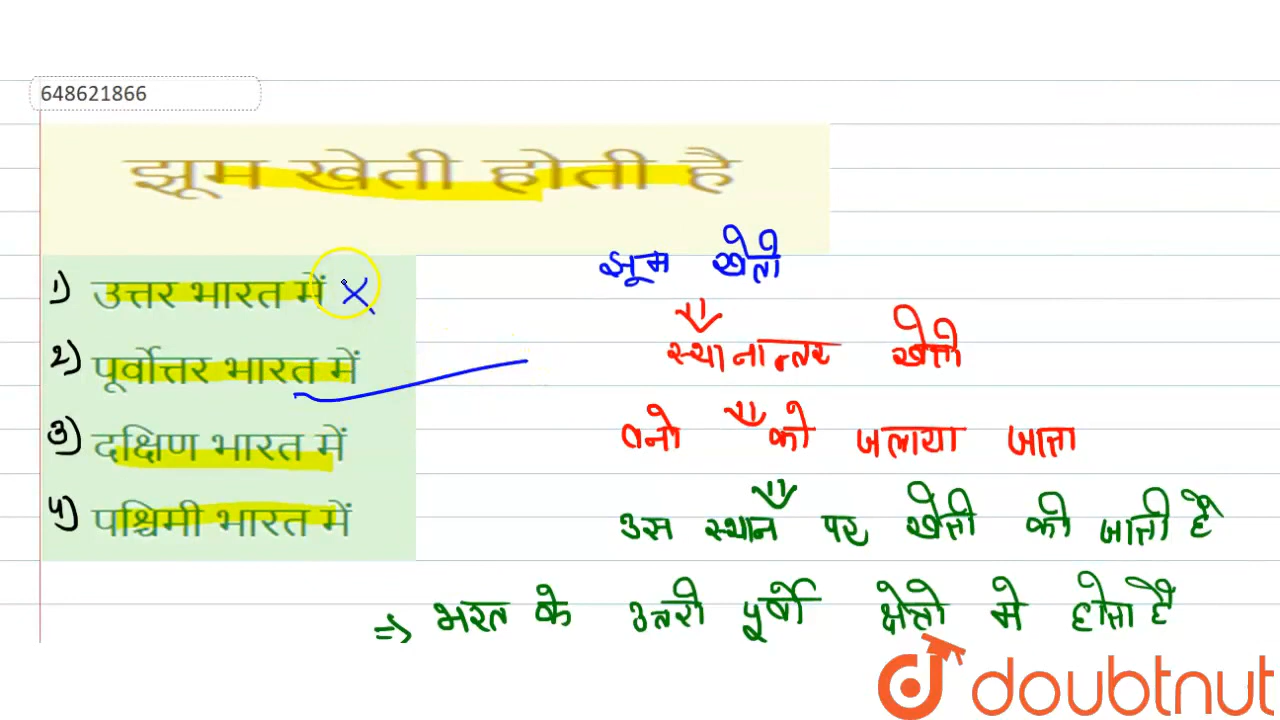 648621866
झूम खेती होती है
1) उत्तर भारत में X
2) पूर्वोत्तर भारत में
3) दक्षिण भारत में
4) पश्चिमी भारत में
झूम खेती
स्थानान्तर खेती
वनो को जलाया जाता
उस स्थान पर खेती की जाती है
=> भरत के उत्तरी पूर्वी क्षेत्रो मे होता है
doubtnut